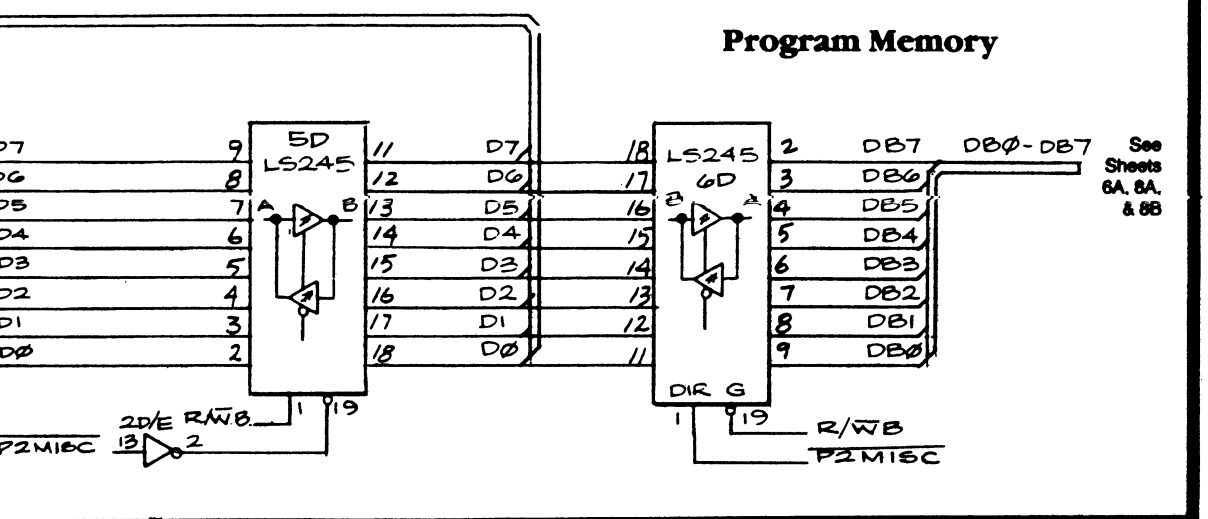 Program Memory
D7 9 5D 11 D7 18 LS245 2 DB7 DBØ-DB7 See
D6 8 LS245 12 D6 17 6D 3 DB6 Sheets
D5 7 A B 13 D5 16 B A 4 DB5 6A, 8A,
D4 6 14 D4 15 5 DB4 & 8B
D3 5 15 D3 14 6 DB3
D2 4 16 D2 13 7 DB2
D1 3 17 D1 12 8 DB1
DØ 2 18 DØ 11 9 DBØ
DIR G
2D/E R/W̅B 1 19 1 19 R/W̅B
P̅2̅M̅I̅S̅C̅ 13 2 P̅2̅M̅I̅S̅C̅